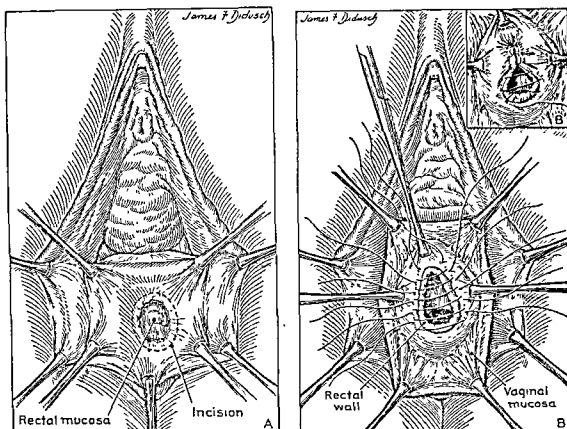 James F Didusch
Rectal mucosa
Incision
A
James F Didusch
B'
Rectal
wall
Vaginal
mucosa
B